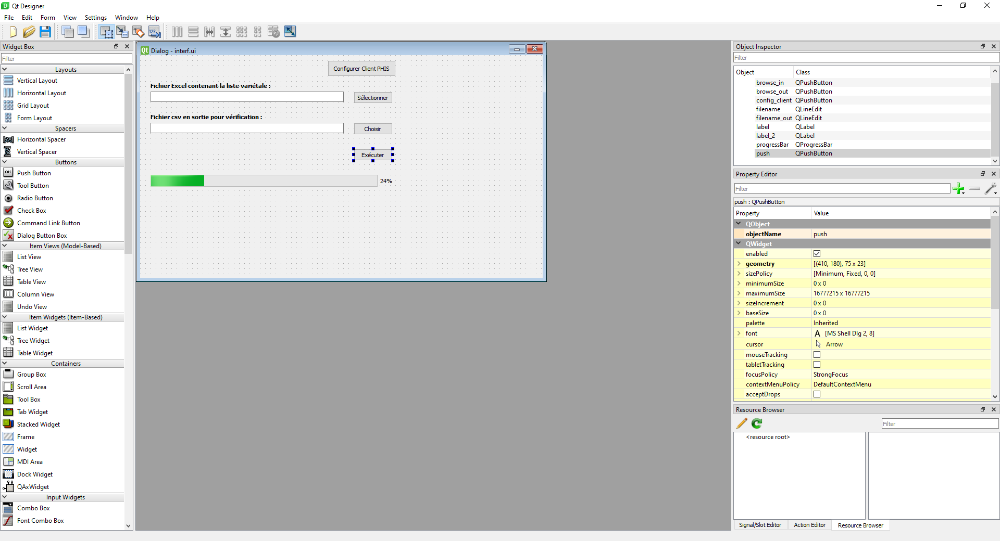 Qt Designer
File Edit Form View Settings Window Help
Widget Box
Filter
Layouts
Vertical Layout
Horizontal Layout
Grid Layout
Form Layout
Spacers
Horizontal Spacer
Vertical Spacer
Buttons
Push Button
Tool Button
Radio Button
Check Box
Command Link Button
Dialog Button Box
Item Views (Model-Based)
List View
Tree View
Table View
Column View
Undo View
Item Widgets (Item-Based)
List Widget
Tree Widget
Table Widget
Containers
Group Box
Scroll Area
Tool Box
Tab Widget
Stacked Widget
Frame
Widget
MDI Area
Dock Widget
QAxWidget
Input Widgets
Combo Box
Font Combo Box
Dialog - interf.ui
Configurer Client PHIS
Fichier Excel contenant la liste variétale :
Sélectionner
Fichier csv en sortie pour vérification :
Choisir
Exécuter
24%
Object Inspector
Filter
Object Class
browse_in QPushButton
browse_out QPushButton
config_client QPushButton
filename QLineEdit
filename_out QLineEdit
label QLabel
label_2 QLabel
progressBar QProgressBar
push QPushButton
Property Editor
Filter
push : QPushButton
Property Value
QObject
objectName push
QWidget
enabled
geometry [(410, 180), 75 x 23]
sizePolicy [Minimum, Fixed, 0, 0]
minimumSize 0 x 0
maximumSize 16777215 x 16777215
sizeIncrement 0 x 0
baseSize 0 x 0
palette Inherited
font A [MS Shell Dlg 2, 8]
cursor Arrow
mouseTracking
tabletTracking
focusPolicy StrongFocus
contextMenuPolicy DefaultContextMenu
acceptDrops
Resource Browser
Filter
<resource root>
Signal/Slot Editor Action Editor Resource Browser